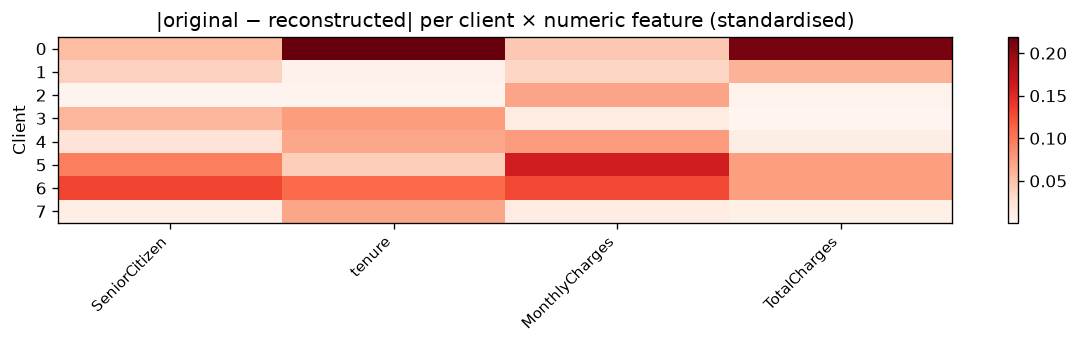 |original − reconstructed| per client × numeric feature (standardised)
Client
0
1
2
3
4
5
6
7
SeniorCitizen
tenure
MonthlyCharges
TotalCharges
0.20
0.15
0.10
0.05